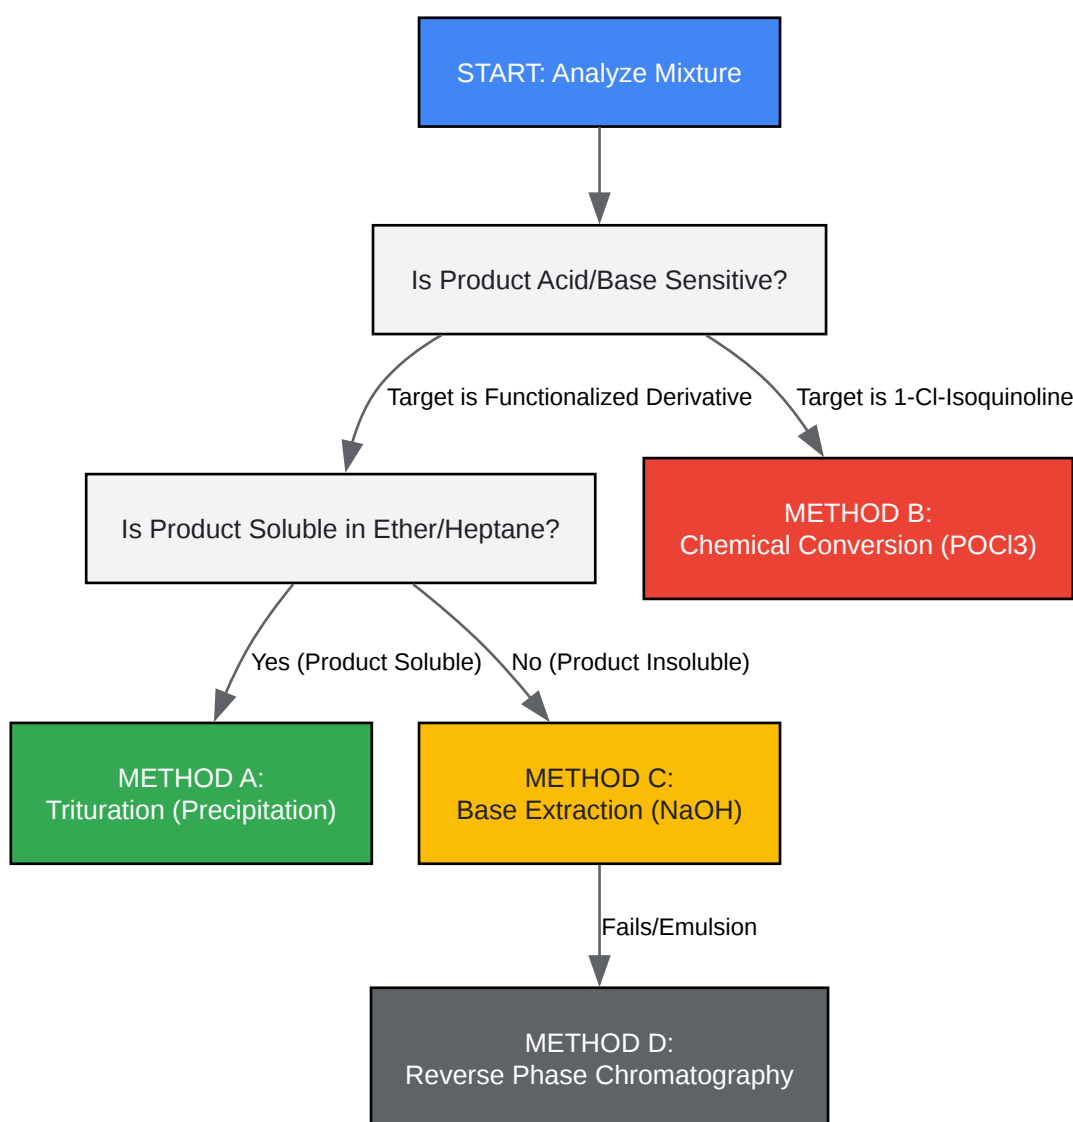 START: Analyze Mixture
Is Product Acid/Base Sensitive?
Target is Functionalized Derivative
Target is 1-Cl-Isoquinoline
METHOD B:
Chemical Conversion (POCl3)
Is Product Soluble in Ether/Heptane?
Yes (Product Soluble)
No (Product Insoluble)
METHOD A:
Trituration (Precipitation)
METHOD C:
Base Extraction (NaOH)
Fails/Emulsion
METHOD D:
Reverse Phase Chromatography